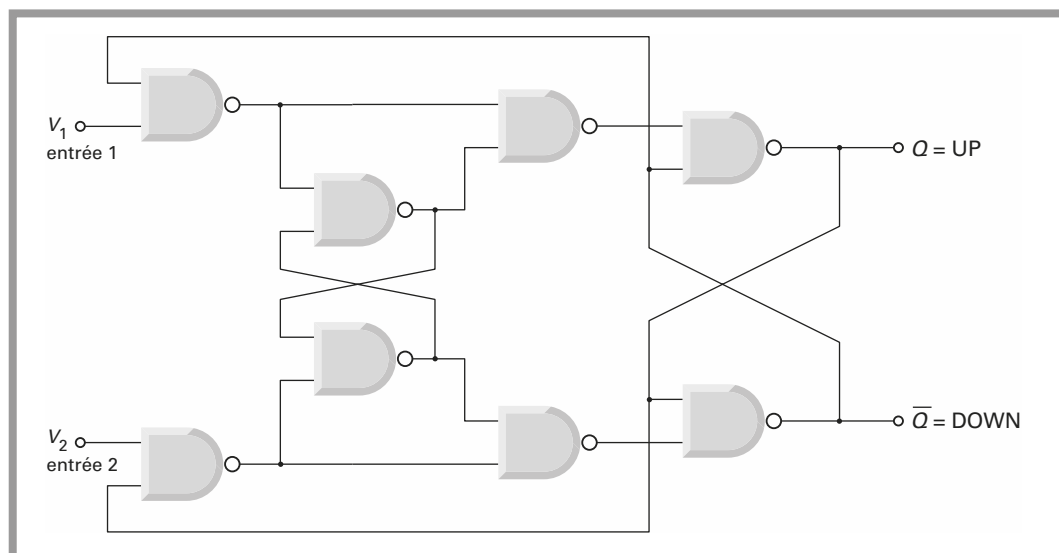 V₁
entrée 1
Q = UP
V₂
entrée 2
Q̅ = DOWN